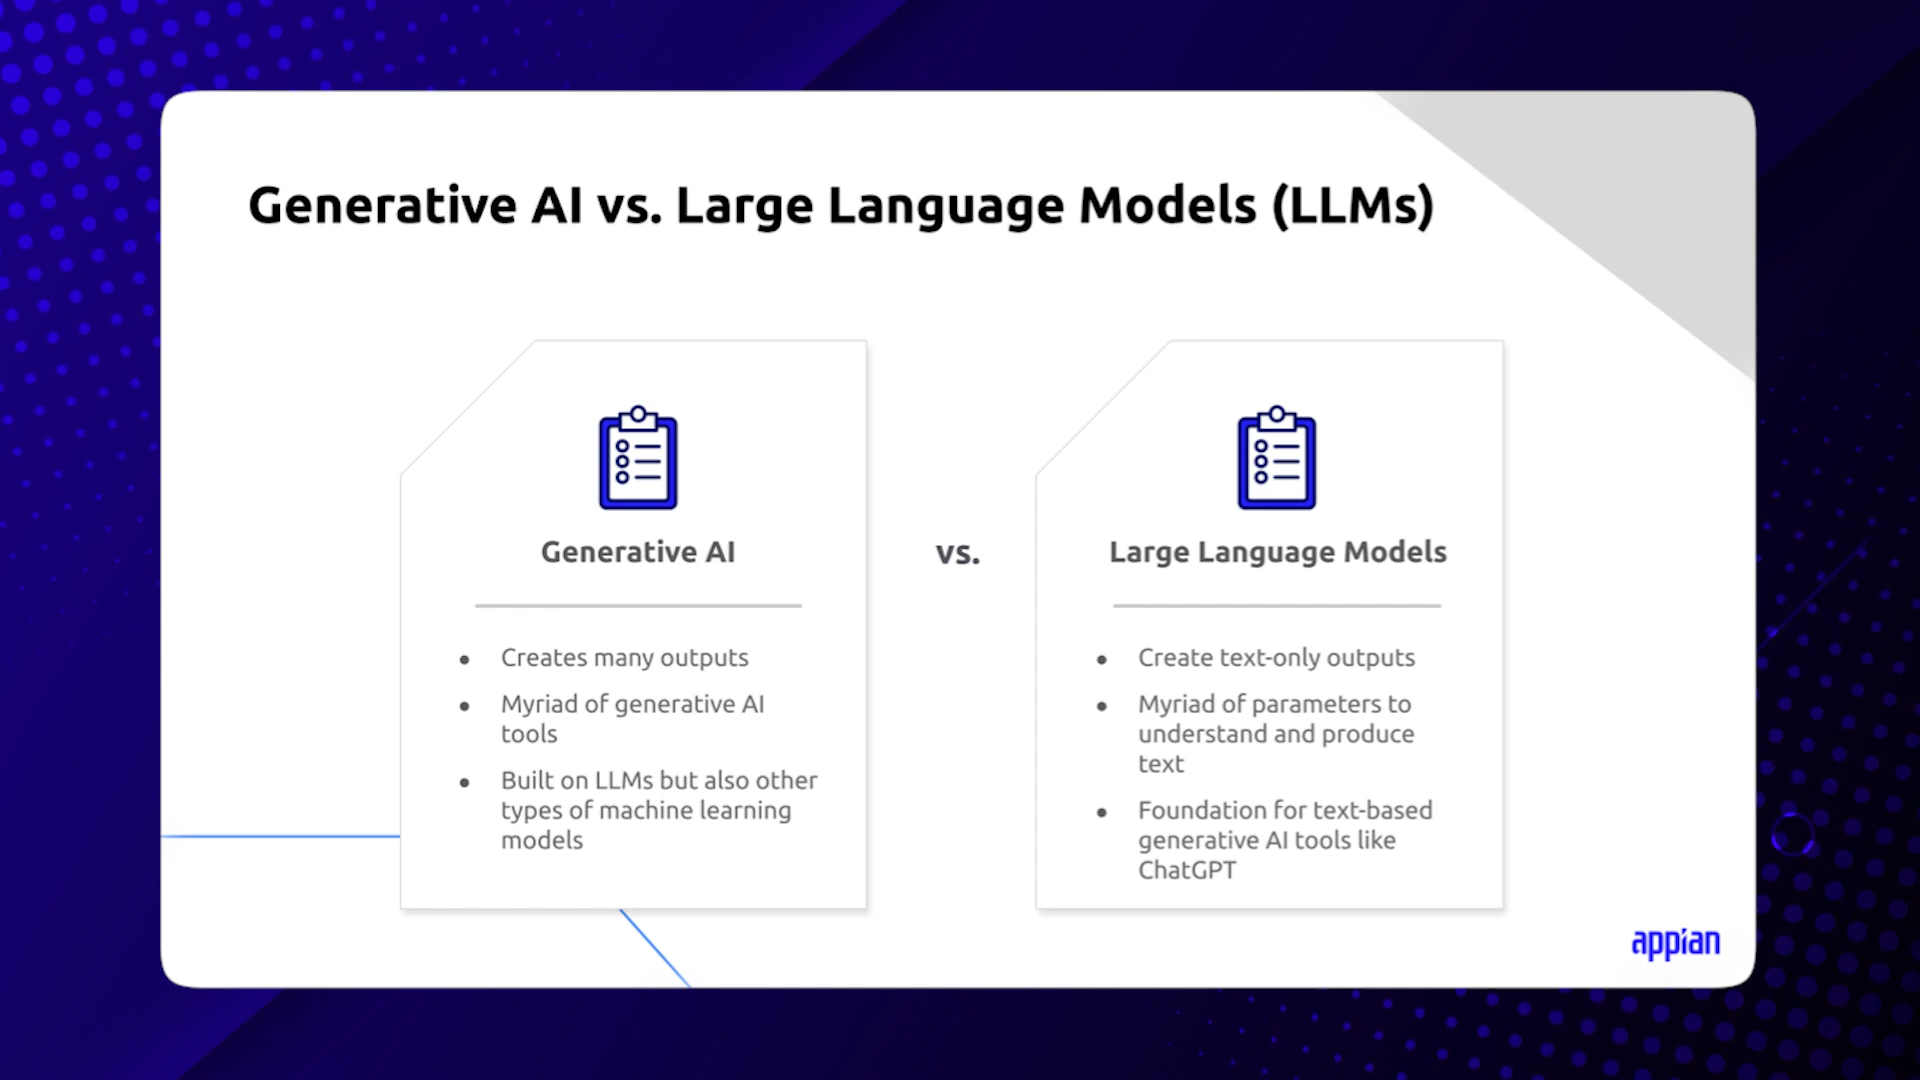 Generative AI vs. Large Language Models (LLMs)
Generative AI
• Creates many outputs
• Myriad of generative AI
tools
• Built on LLMs but also other
types of machine learning
models
vs.
Large Language Models
• Create text-only outputs
• Myriad of parameters to
understand and produce
text
• Foundation for text-based
generative AI tools like
ChatGPT
appian